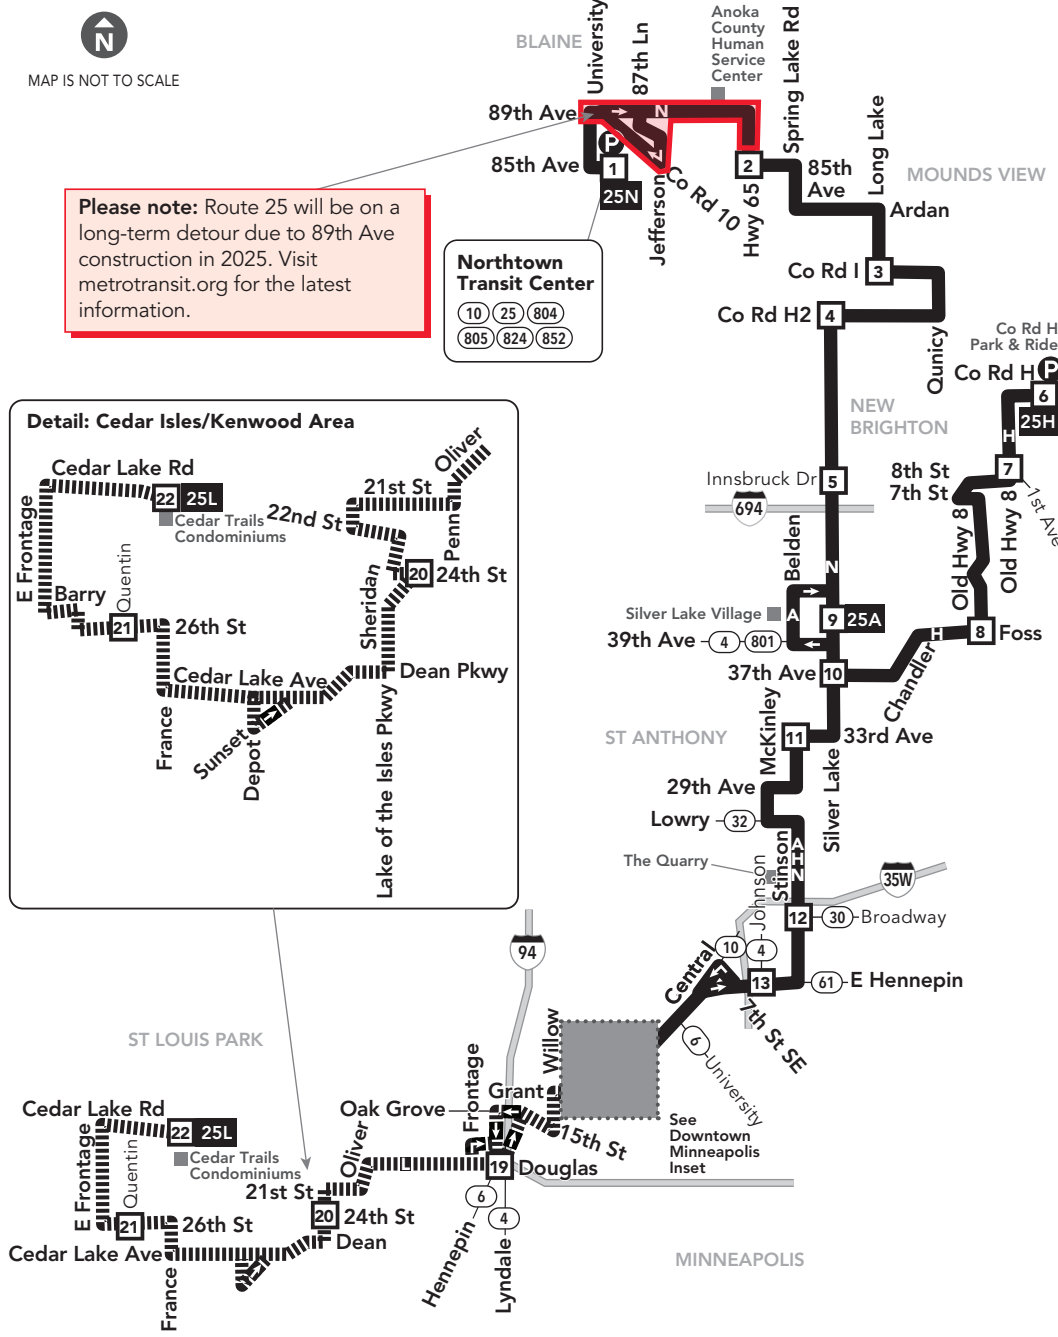 N
MAP IS NOT TO SCALE
BLAINE
University
87th Ln
Anoka
County
Human
Service
Center
Spring Lake Rd
89th Ave
N
P
85th Ave
1
25N
Jefferson
Co Rd 10
2
Hwy 65
85th
Ave
Long Lake
MOUNDS VIEW
Ardan
Please note: Route 25 will be on a
long-term detour due to 89th Ave
construction in 2025. Visit
metrotransit.org for the latest
information.
Northtown
Transit Center
10 25 804
805 824 852
Co Rd I
3
Co Rd H2
4
Qunicy
Co Rd H
Park & Ride
Co Rd H
P
6
25H
H
NEW
BRIGHTON
7
8th St
7th St
1st Ave
Old Hwy 8
Old Hwy 8
Innsbruck Dr
5
694
Belden
N
Silver Lake Village
A
9
25A
39th Ave
4
801
H
8
Foss
37th Ave
10
Chandler
McKinley
ST ANTHONY
11
33rd Ave
Silver Lake
29th Ave
Lowry
32
A
H
N
Stinson
The Quarry
Johnson
35W
12
30
Broadway
10
4
Central
13
61
E Hennepin
7th St SE
6
University
See
Downtown
Minneapolis
Inset
MINNEAPOLIS
Detail: Cedar Isles/Kenwood Area
Cedar Lake Rd
22
25L
Cedar Trails
Condominiums
E Frontage
Quentin
Barry
21
26th St
Cedar Lake Ave
France
Sunset
Depot
Oliver
21st St
22nd St
Penn
20
24th St
Sheridan
Dean Pkwy
Lake of the Isles Pkwy
94
Willow
Frontage
Grant
Oak Grove
15th St
19
Douglas
6
4
Hennepin
Lyndale
ST LOUIS PARK
Cedar Lake Rd
22
25L
Cedar Trails
Condominiums
E Frontage
Quentin
21
26th St
Cedar Lake Ave
France
Oliver
L
21st St
20
24th St
Dean